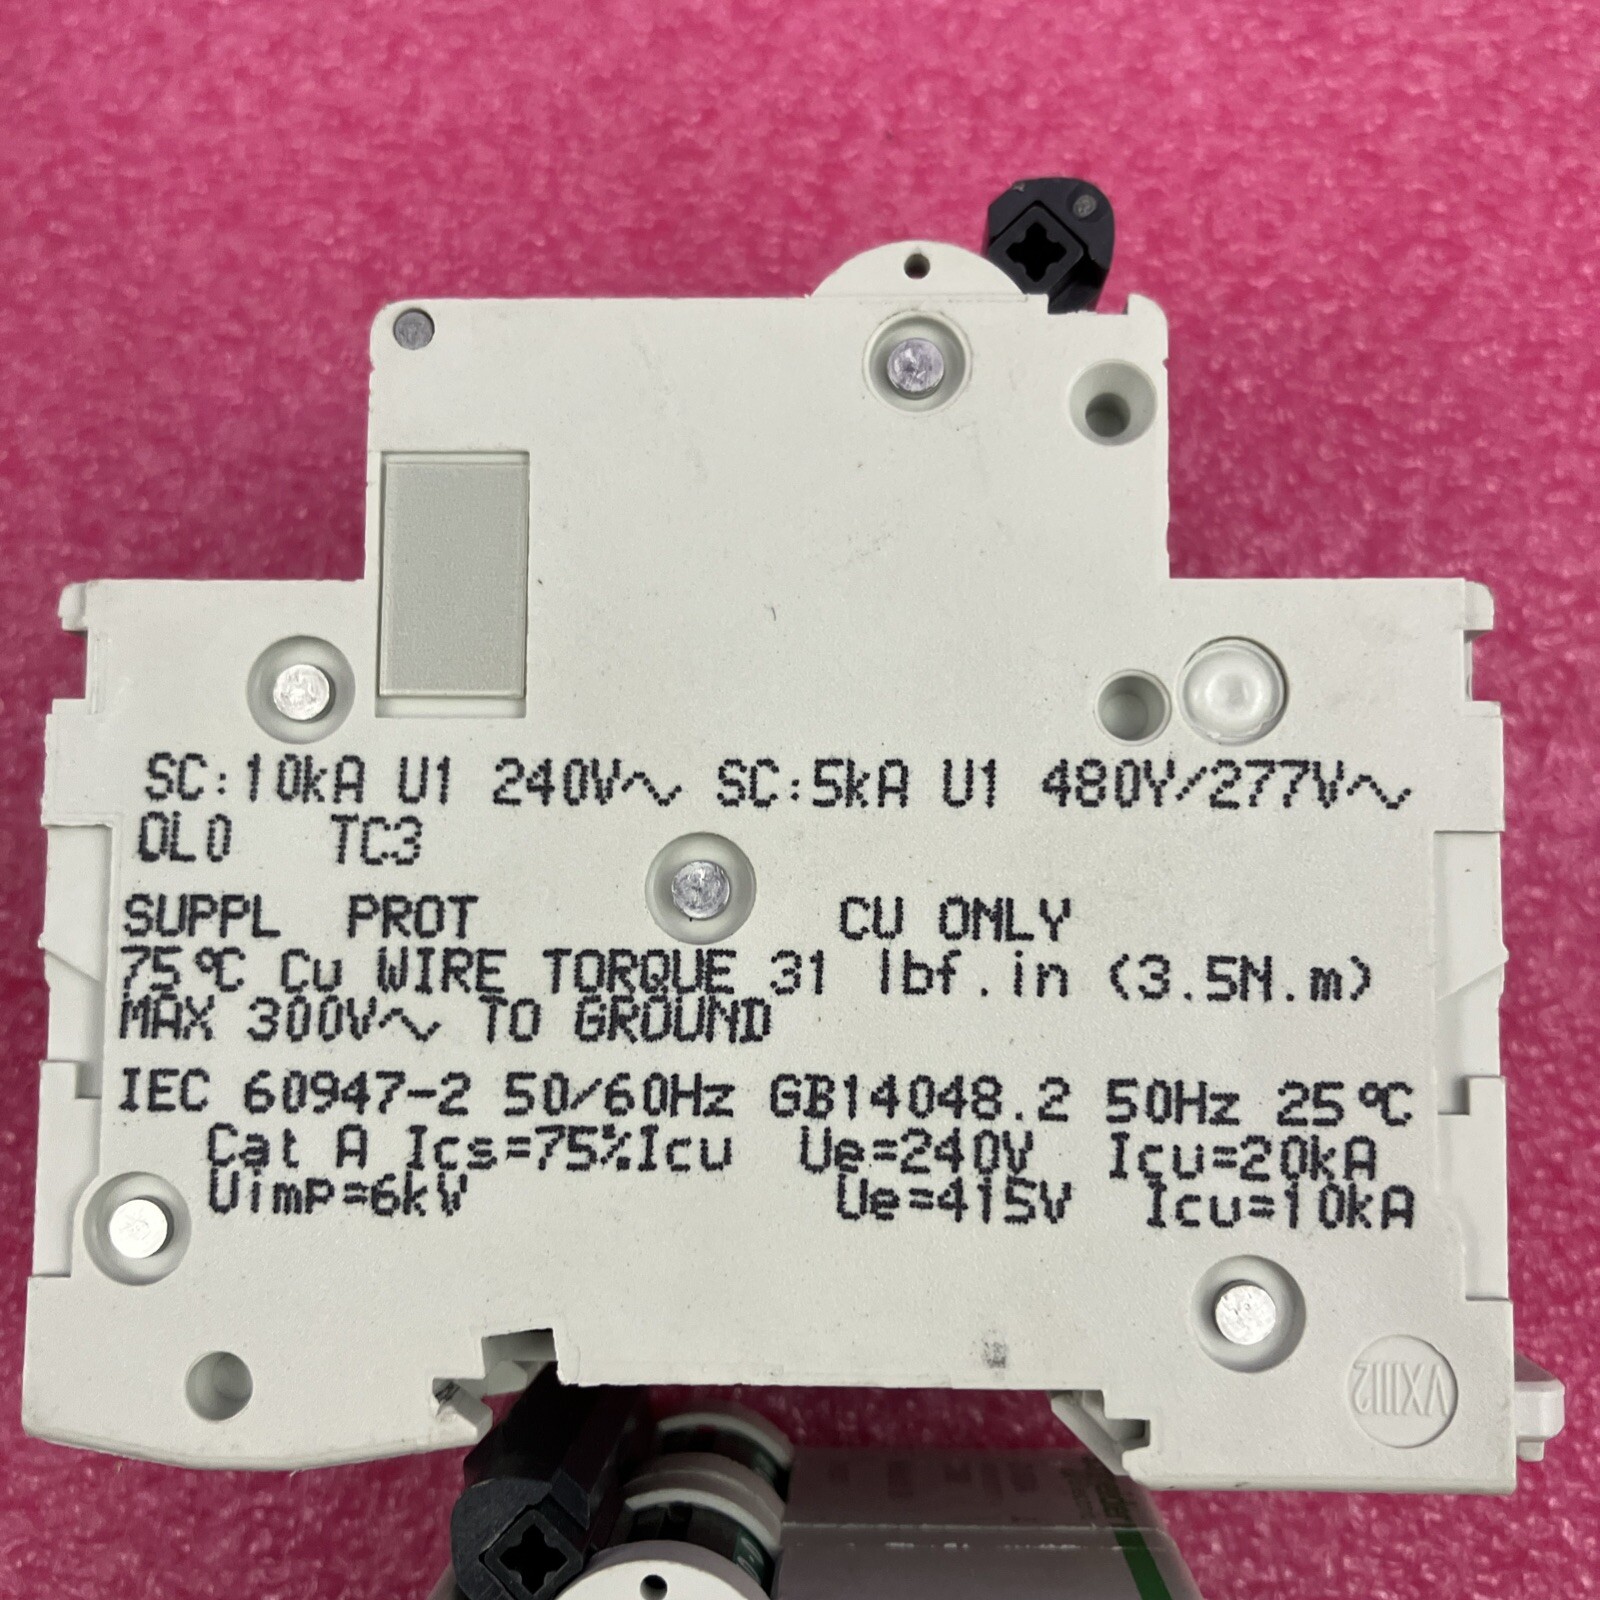 SC:10kA U1 240V~ SC:5kA U1 480Y/277V~
OL0 TC3
SUPPL PROT CU ONLY
75°C Cu WIRE TORQUE 31 lbf.in (3.5N.m)
MAX 300V~ TO GROUND
IEC 60947-2 50/60Hz GB14048.2 50Hz 25°C
Cat A Ics=75%Icu Ue=240V Icu=20kA
Uimp=6kV Ue=415V Icu=10kA